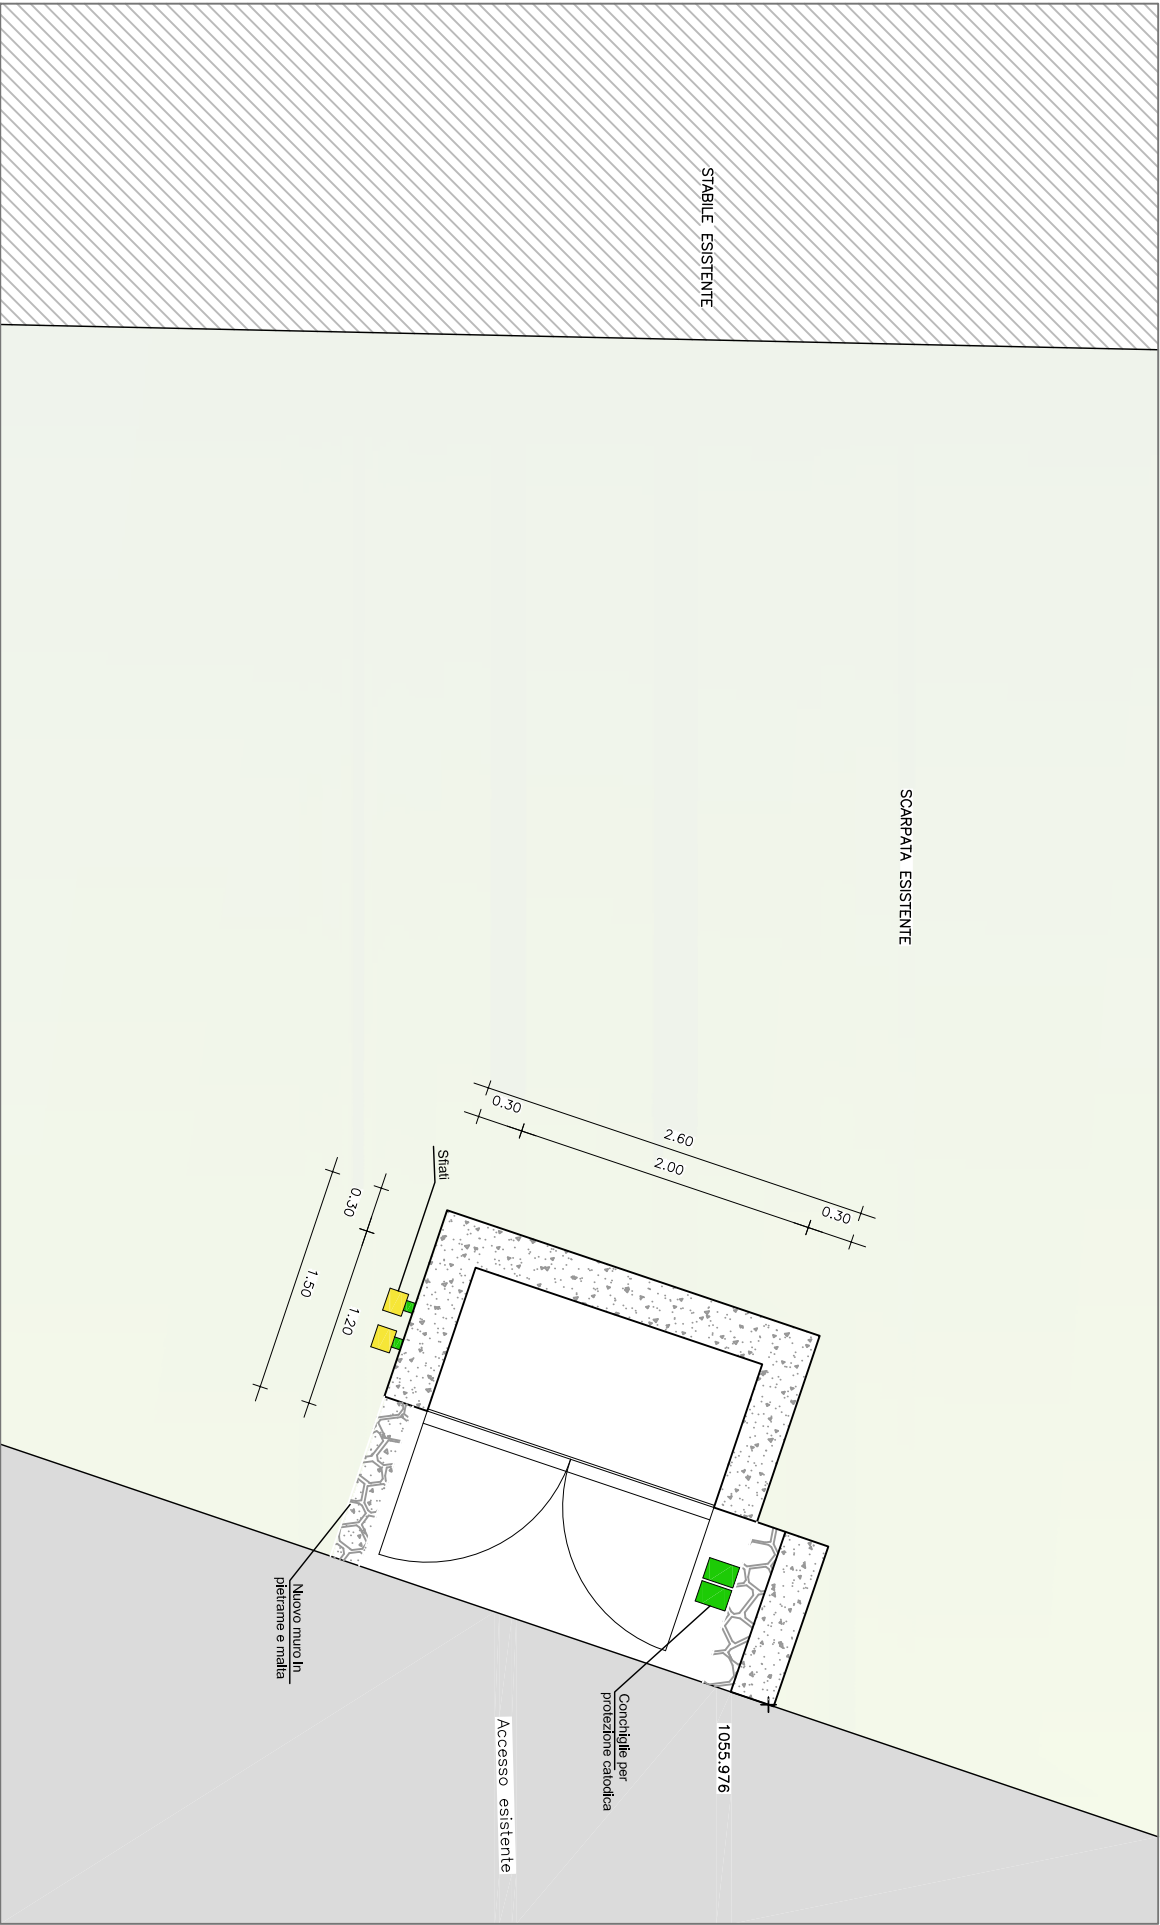 STABILE ESISTENTE
SCARPATA ESISTENTE
2.60
0.30
2.00
0.30
Sfiati
0.30
1.20
1.50
Nuovo muro In
pietrame e malta
Conchiglie per
protezione catodica
1055.976
Accesso esistente